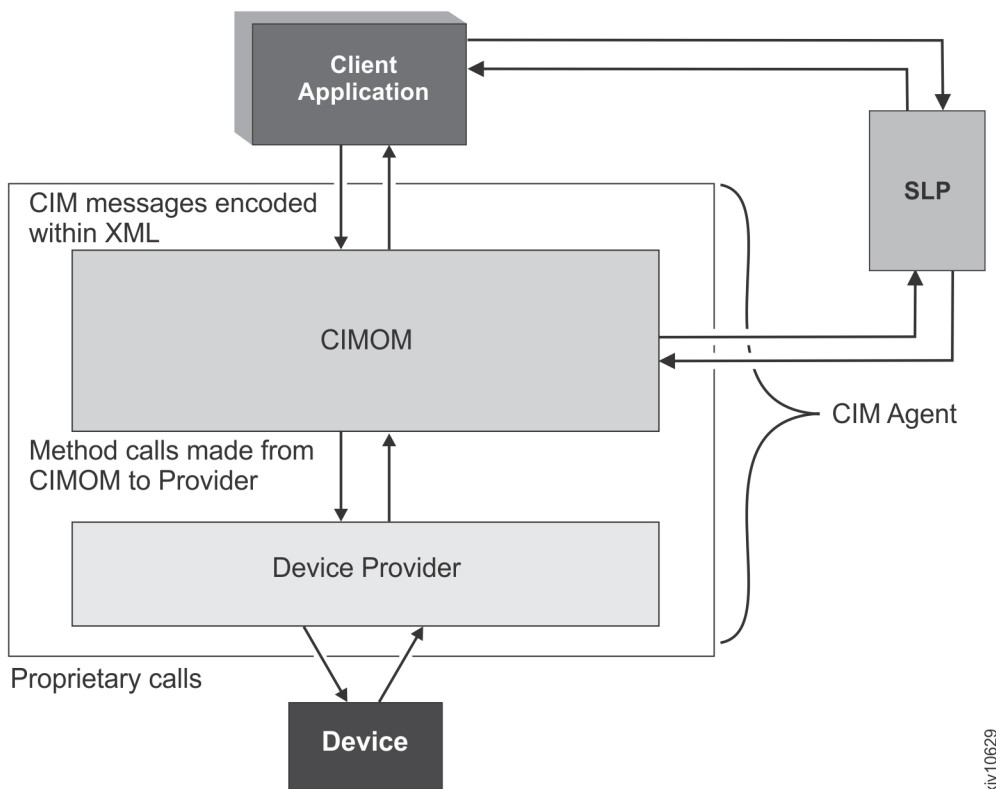 Client
Application
SLP
CIM messages encoded
within XML
CIMOM
CIM Agent
Method calls made from
CIMOM to Provider
Device Provider
Proprietary calls
Device
xiv10629